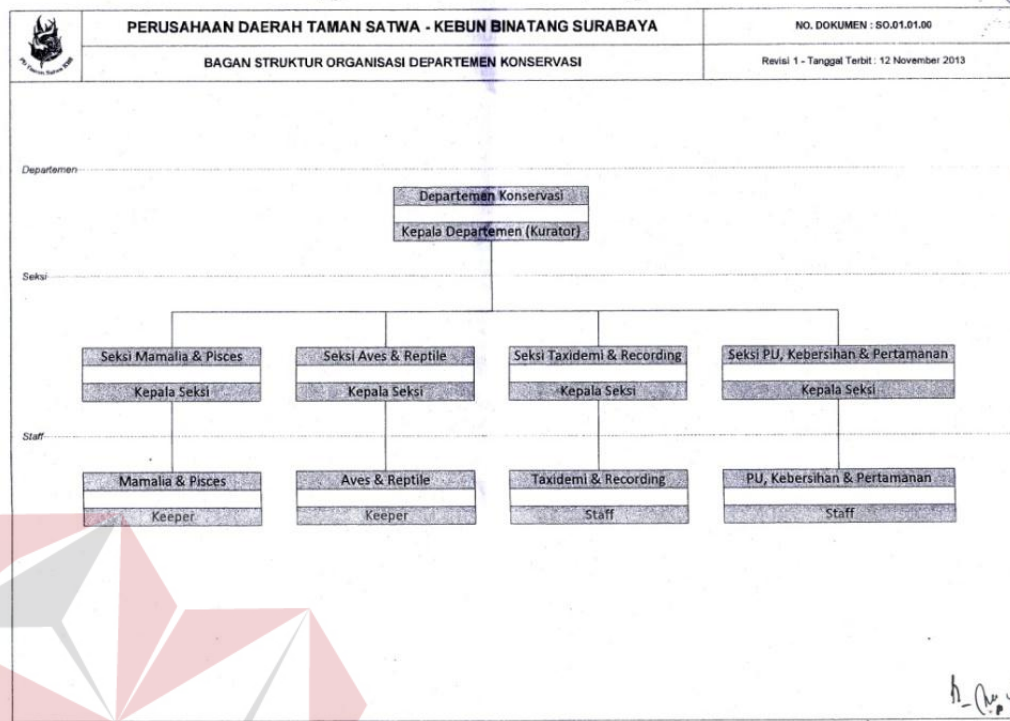 PERUSAHAAN DAERAH TAMAN SATWA - KEBUN BINATANG SURABAYA
NO. DOKUMEN : SO.01.01.00
BAGAN STRUKTUR ORGANISASI DEPARTEMEN KONSERVASI
Revisi 1 - Tanggal Terbit : 12 November 2013
Departemen
Departemen Konservasi
Kepala Departemen (Kurator)
Seksi
Seksi Mamalia & Pisces
Seksi Aves & Reptile
Seksi Taxidemi & Recording
Seksi PU, Kebersihan & Pertamanan
Kepala Seksi
Kepala Seksi
Kepala Seksi
Kepala Seksi
Staff
Mamalia & Pisces
Aves & Reptile
Taxidemi & Recording
PU, Kebersihan & Pertamanan
Keeper
Keeper
Staff
Staff